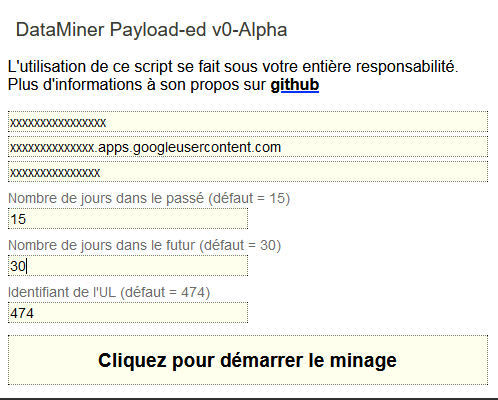 DataMiner Payload-ed v0-Alpha
L'utilisation de ce script se fait sous votre entière responsabilité.
Plus d'informations à son propos sur github
xxxxxxxxxxxxxxxx
xxxxxxxxxxxxxx.apps.googleusercontent.com
xxxxxxxxxxxxxxx
Nombre de jours dans le passé (défaut = 15)
15
Nombre de jours dans le futur (défaut = 30)
30
Identifiant de l'UL (défaut = 474)
474
Cliquez pour démarrer le minage